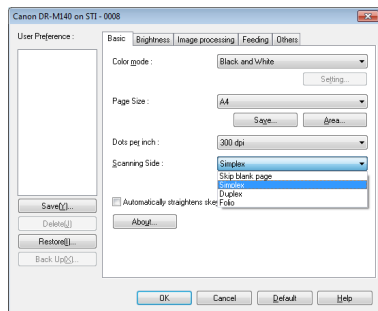 Canon DR-M140 on STI - 0008
User Preference :
Save(Y)...
Delete(J)
Restore(I)...
Back Up(X)...
Basic Brightness Image processing Feeding Others
Color mode : Black and White
Setting...
Page Size : A4
Save... Area...
Dots per inch : 300 dpi
Scanning Side : Simplex
Skip blank page
Simplex
Duplex
Folio
Automatically straightens ske
About...
OK Cancel Default Help